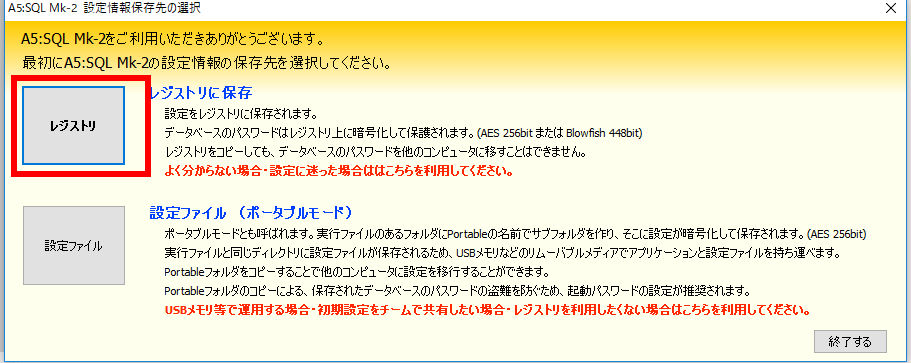 A5:SQL Mk-2 設定情報保存先の選択
A5:SQL Mk-2をご利用いただきありがとうございます。
最初にA5:SQL Mk-2の設定情報の保存先を選択してください。
レジストリ
レジストリに保存
設定をレジストリに保存されます。
データベースのパスワードはレジストリ上に暗号化して保護されます。(AES 256bit または Blowfish 448bit)
レジストリをコピーしても、データベースのパスワードを他のコンピュータに移すことはできません。
よく分からない場合・設定に迷った場合ははこちらを利用してください。
設定ファイル
設定ファイル （ポータブルモード）
ポータブルモードとも呼ばれます。実行ファイルのあるフォルダにPortableの名前でサブフォルダを作り、そこに設定が暗号化して保存されます。(AES 256bit)
実行ファイルと同じディレクトリに設定ファイルが保存されるため、USBメモリなどのリムーバブルメディアでアプリケーションと設定ファイルを持ち運べます。
Portableフォルダをコピーすることで他のコンピュータに設定を移行することができます。
Portableフォルダのコピーによる、保存されたデータベースのパスワードの盗難を防ぐため、起動パスワードの設定が推奨されます。
USBメモリ等で運用する場合・初期設定をチームで共有したい場合・レジストリを利用したくない場合はこちらを利用してください。
終了する